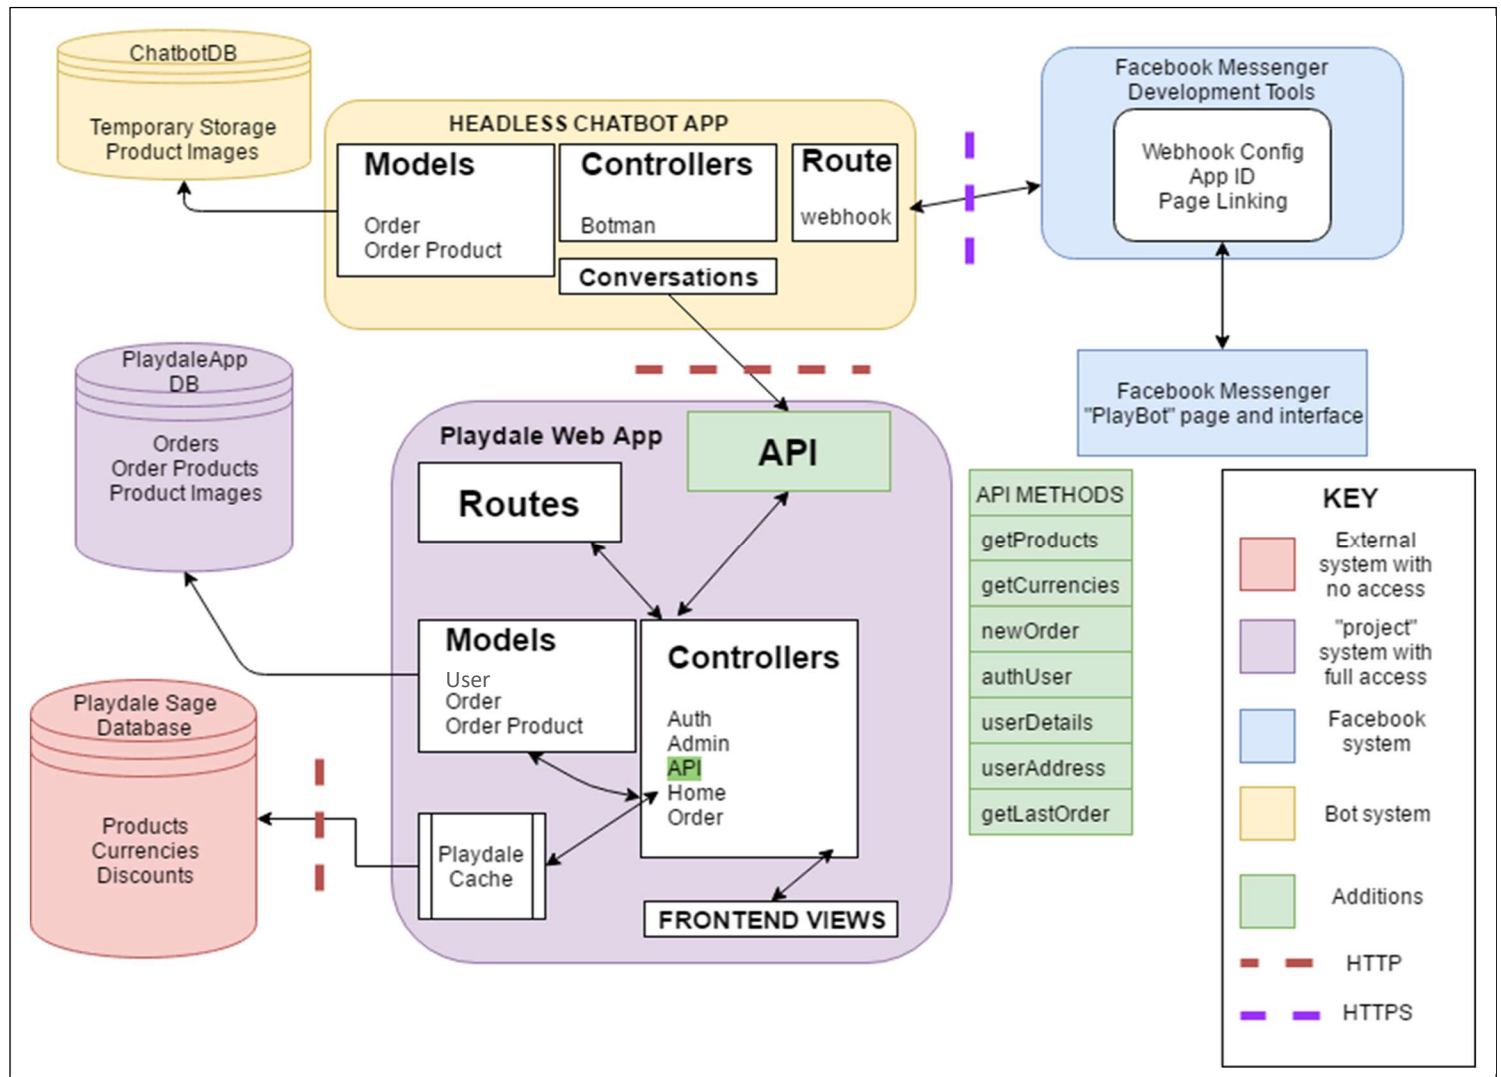 ChatbotDB
Temporary Storage
Product Images
HEADLESS CHATBOT APP
Models
Order
Order Product
Controllers
Botman
Route
webhook
Conversations
Facebook Messenger
Development Tools
Webhook Config
App ID
Page Linking
Facebook Messenger
"PlayBot" page and interface
PlaydaleApp
DB
Orders
Order Products
Product Images
Playdale Web App
API
Routes
Models
User
Order
Order Product
Controllers
Auth
Admin
API
Home
Order
Playdale
Cache
FRONTEND VIEWS
Playdale Sage
Database
Products
Currencies
Discounts
API METHODS
getProducts
getCurrencies
newOrder
authUser
userDetails
userAddress
getLastOrder
KEY
External
system with
no access
"project"
system with
full access
Facebook
system
Bot system
Additions
HTTP
HTTPS